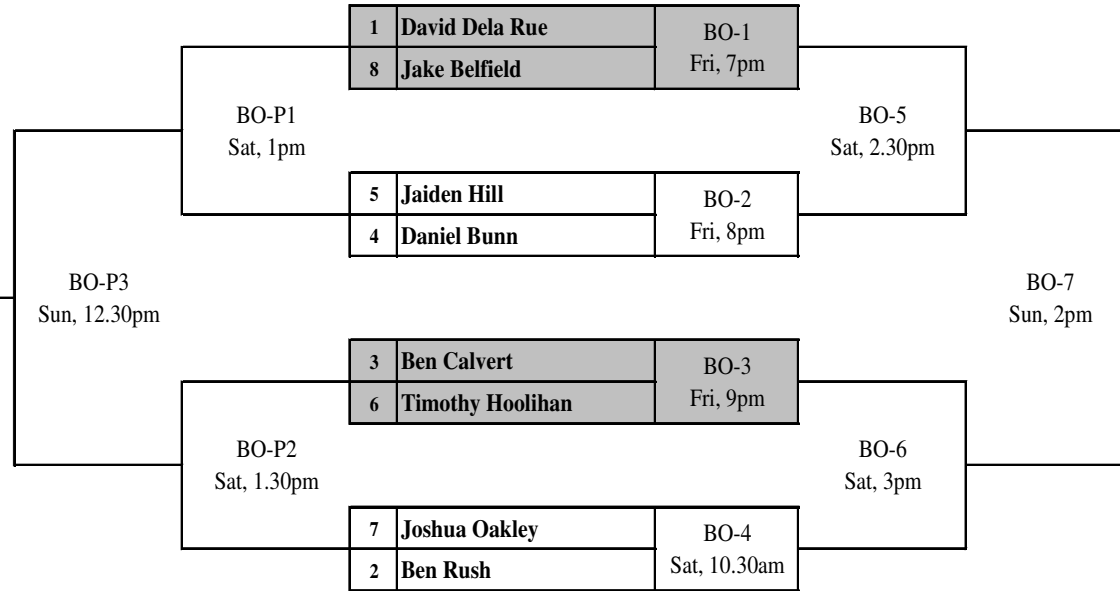 1 David Dela Rue BO-1
8 Jake Belfield Fri, 7pm
BO-P1 BO-5
Sat, 1pm Sat, 2.30pm
5 Jaiden Hill BO-2
4 Daniel Bunn Fri, 8pm
BO-P3 BO-7
Sun, 12.30pm Sun, 2pm
3 Ben Calvert BO-3
6 Timothy Hoolihan Fri, 9pm
BO-P2 BO-6
Sat, 1.30pm Sat, 3pm
7 Joshua Oakley BO-4
2 Ben Rush Sat, 10.30am